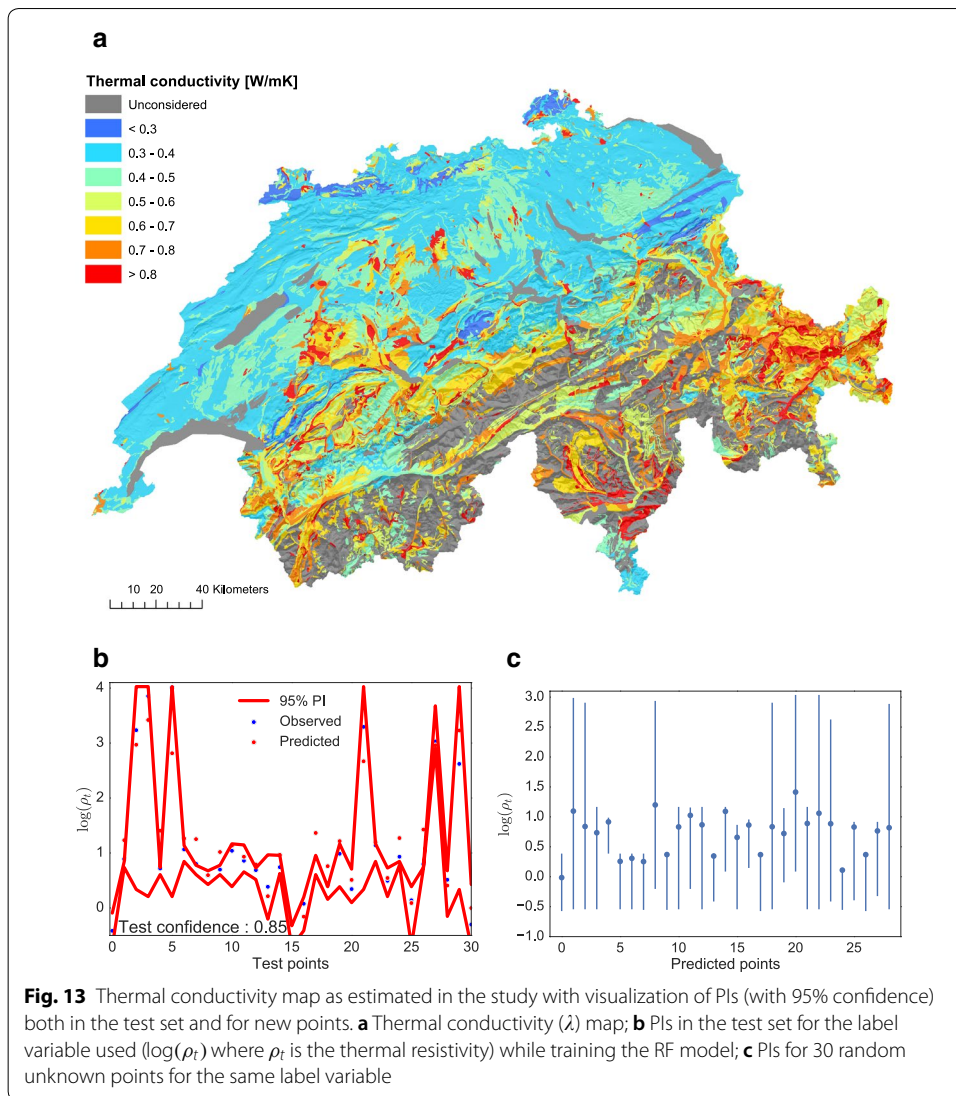 a
Thermal conductivity [W/mK]
Unconsidered
< 0.3
0.3 - 0.4
0.4 - 0.5
0.5 - 0.6
0.6 - 0.7
0.7 - 0.8
> 0.8
10 20 40 Kilometers
b
4
3
2
1
0
log(ρt)
95% PI
Observed
Predicted
Test confidence : 0.85
0 5 10 15 20 25 30
Test points
c
3.0
2.5
2.0
1.5
1.0
0.5
0.0
−0.5
−1.0
log(ρt)
0 5 10 15 20 25
Predicted points
Fig. 13 Thermal conductivity map as estimated in the study with visualization of PIs (with 95% confidence)
both in the test set and for new points. a Thermal conductivity (λ) map; b PIs in the test set for the label
variable used (log(ρt) where ρt is the thermal resistivity) while training the RF model; c PIs for 30 random
unknown points for the same label variable